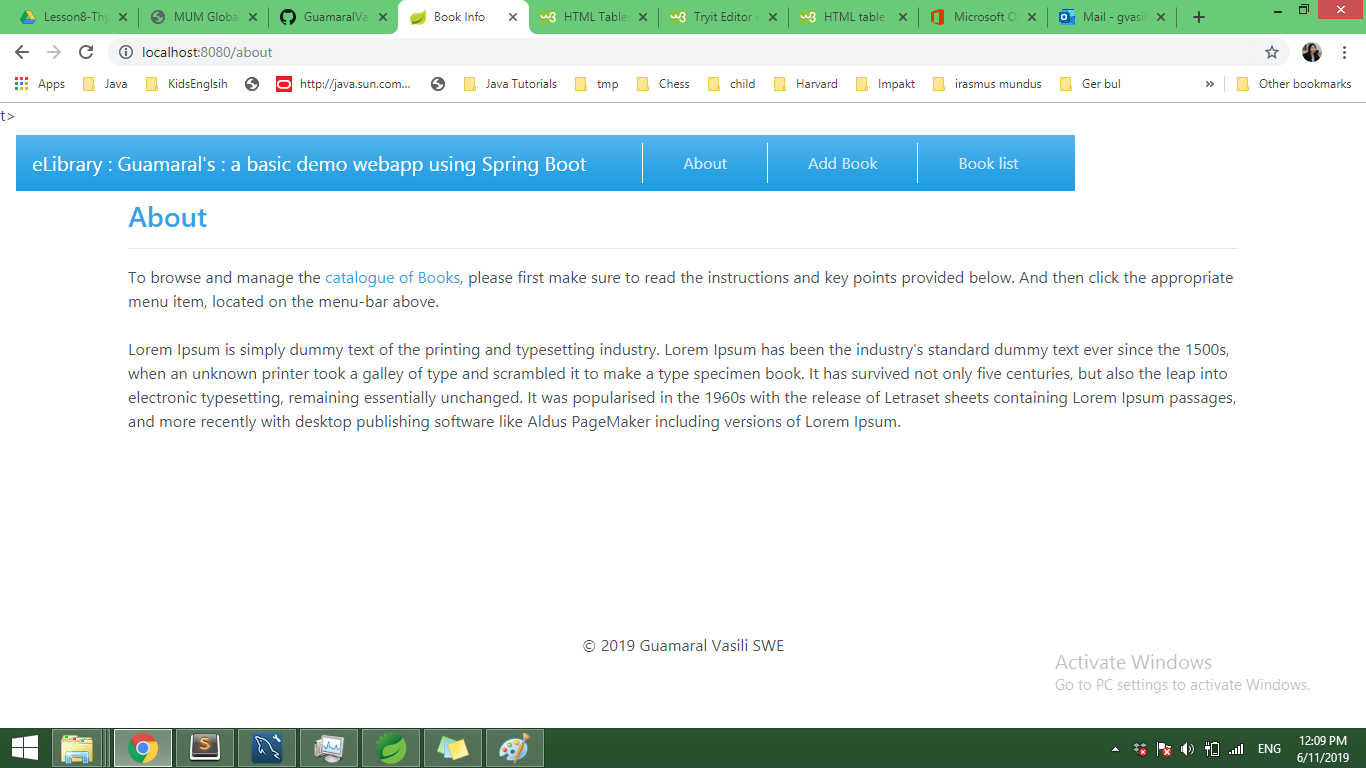 Lesson8-Thy
MUM Globa
GuamaralVa
Book Info
HTML Table
Tryit Editor v
HTML table
Microsoft O
Mail - gvasil
localhost:8080/about
Apps
Java
KidsEnglsih
http://java.sun.com...
Java Tutorials
tmp
Chess
child
Harvard
Impakt
irasmus mundus
Ger bul
»
Other bookmarks
t>
eLibrary : Guamaral's : a basic demo webapp using Spring Boot
About
Add Book
Book list
About
To browse and manage the catalogue of Books, please first make sure to read the instructions and key points provided below. And then click the appropriate
menu item, located on the menu-bar above.
Lorem Ipsum is simply dummy text of the printing and typesetting industry. Lorem Ipsum has been the industry's standard dummy text ever since the 1500s,
when an unknown printer took a galley of type and scrambled it to make a type specimen book. It has survived not only five centuries, but also the leap into
electronic typesetting, remaining essentially unchanged. It was popularised in the 1960s with the release of Letraset sheets containing Lorem Ipsum passages,
and more recently with desktop publishing software like Aldus PageMaker including versions of Lorem Ipsum.
© 2019 Guamaral Vasili SWE
Activate Windows
Go to PC settings to activate Windows.
ENG
12:09 PM
6/11/2019